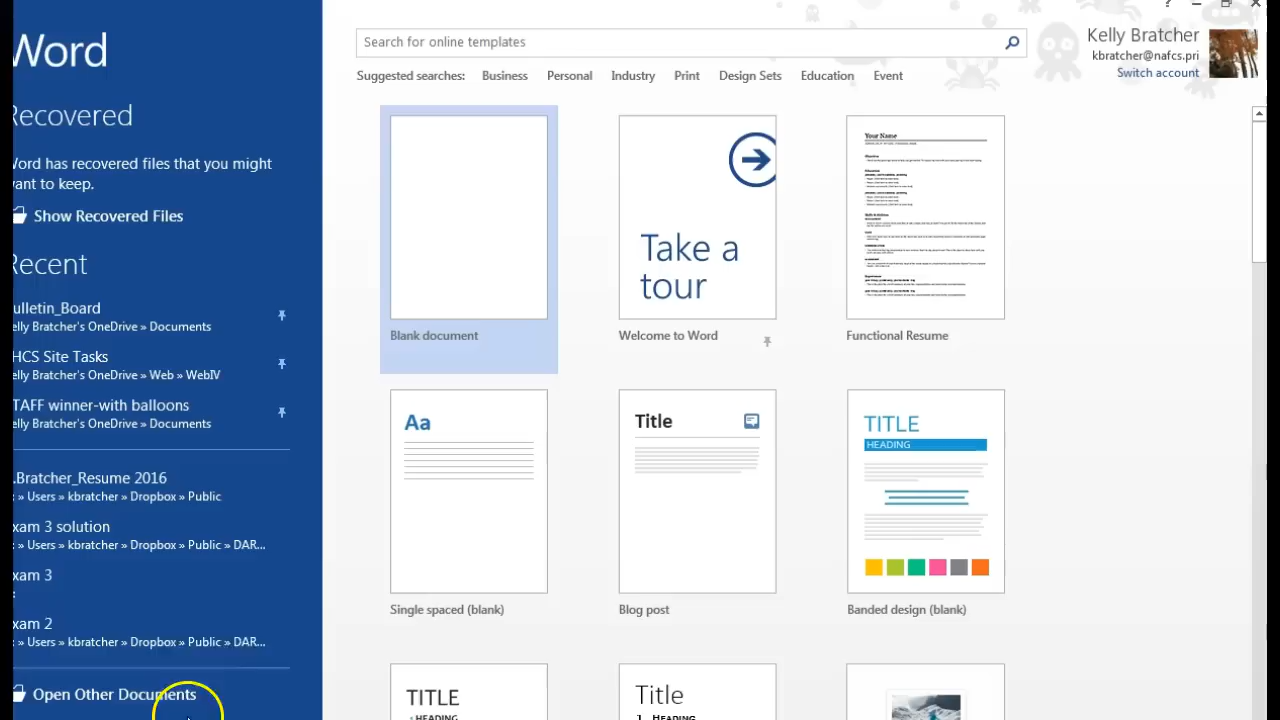 Word
Recovered
Word has recovered files that you might
want to keep.
Show Recovered Files
Recent
ulletin_Board
elly Bratcher's OneDrive » Documents
HCS Site Tasks
elly Bratcher's OneDrive » Web » WebIV
TAFF winner-with balloons
elly Bratcher's OneDrive » Documents
.Bratcher_Resume 2016
: » Users » kbratcher » Dropbox » Public
xam 3 solution
: » Users » kbratcher » Dropbox » Public » DAR...
xam 3
:
xam 2
: » Users » kbratcher » Dropbox » Public » DAR...
Open Other Documents
Search for online templates
Suggested searches: Business Personal Industry Print Design Sets Education Event
Kelly Bratcher
kbratcher@nafcs.pri
Switch account
Blank document
Take a
tour
Welcome to Word
Your Name
Functional Resume
Aa
Single spaced (blank)
Title
Blog post
TITLE
HEADING
Banded design (blank)
TITLE
HEADING
Title
1. HEADING